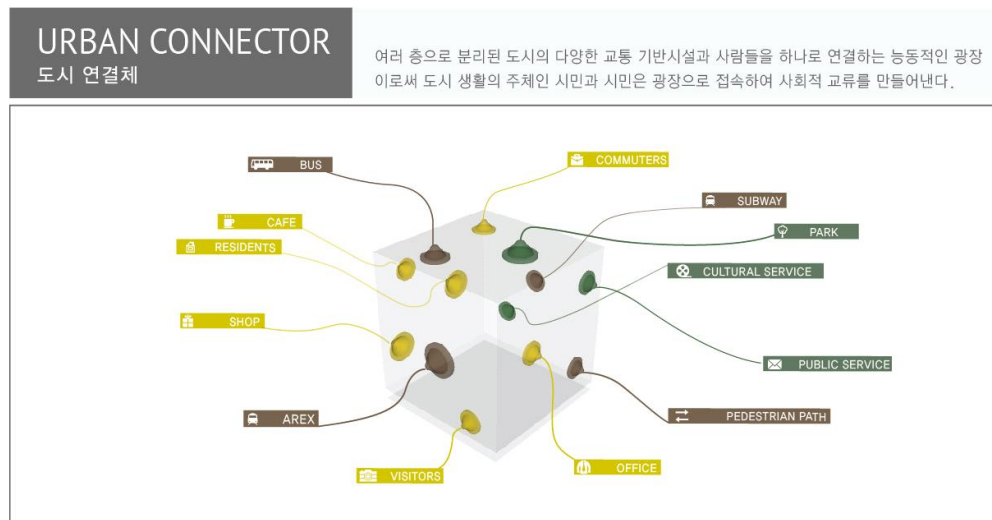 URBAN CONNECTOR
도시 연결체
여러 층으로 분리된 도시의 다양한 교통 기반시설과 사람들을 하나로 연결하는 능동적인 광장
이로써 도시 생활의 주체인 시민과 시민은 광장으로 접속하여 사회적 교류를 만들어낸다.
BUS
COMMUTERS
SUBWAY
CAFE
PARK
RESIDENTS
CULTURAL SERVICE
SHOP
PUBLIC SERVICE
AREX
PEDESTRIAN PATH
VISITORS
OFFICE